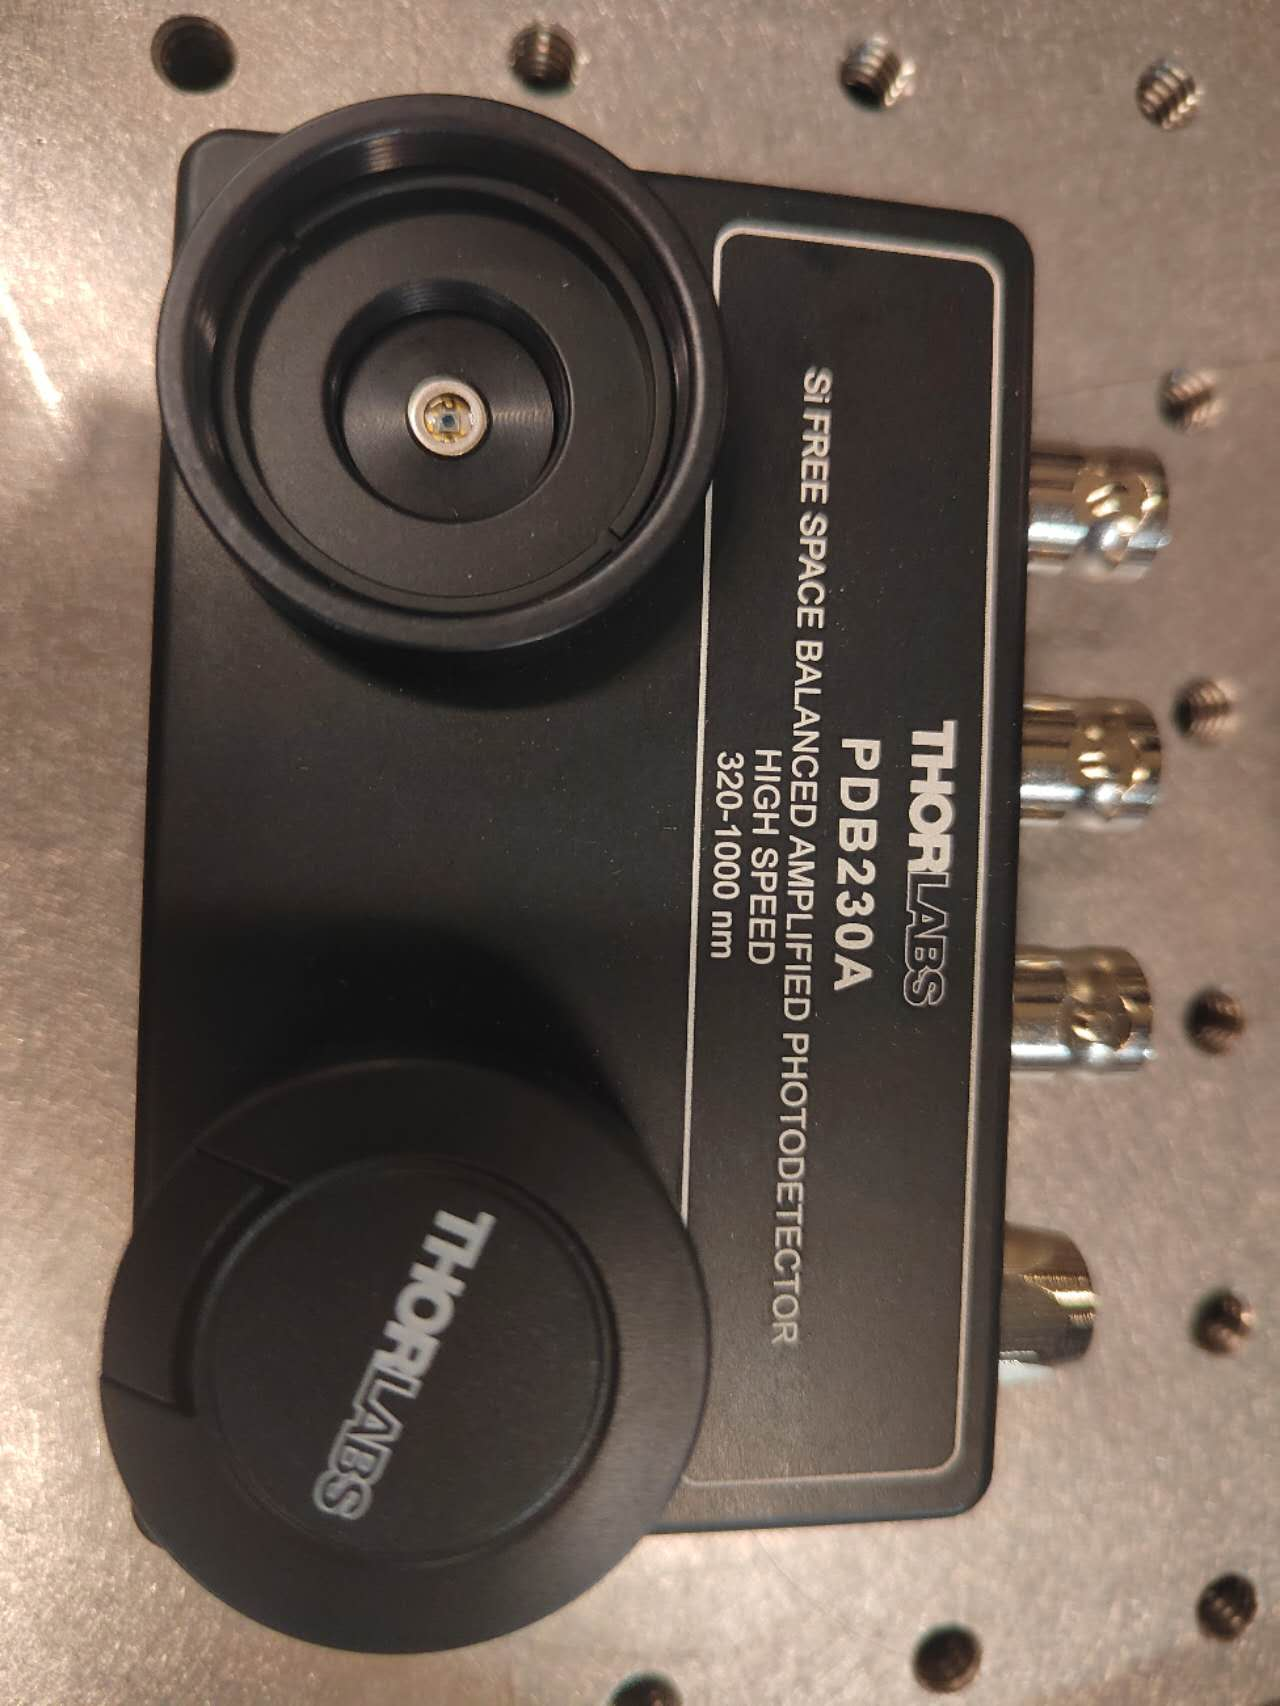 THORLABS
PDB230A
Si FREE SPACE BALANCED AMPLIFIED PHOTODETECTOR
HIGH SPEED
320-1000 nm
THORLABS